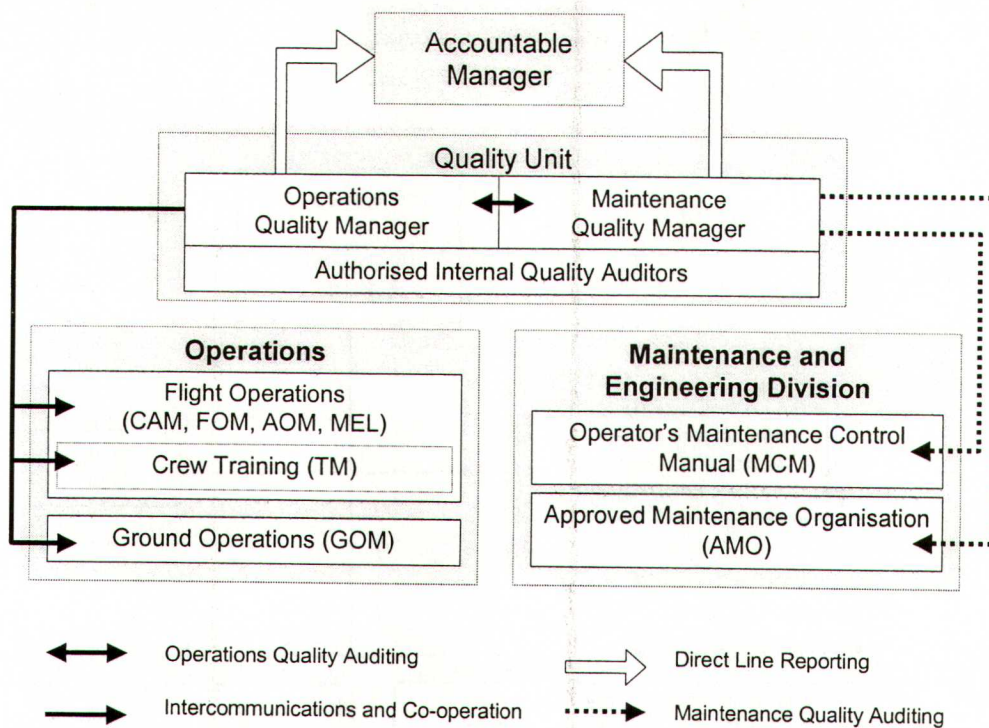 Accountable
Manager
Quality Unit
Operations
Quality Manager
Maintenance
Quality Manager
Authorised Internal Quality Auditors
Operations
Flight Operations
(CAM, FOM, AOM, MEL)
Crew Training (TM)
Ground Operations (GOM)
Maintenance and
Engineering Division
Operator's Maintenance Control
Manual (MCM)
Approved Maintenance Organisation
(AMO)
Operations Quality Auditing
Direct Line Reporting
Intercommunications and Co-operation
Maintenance Quality Auditing